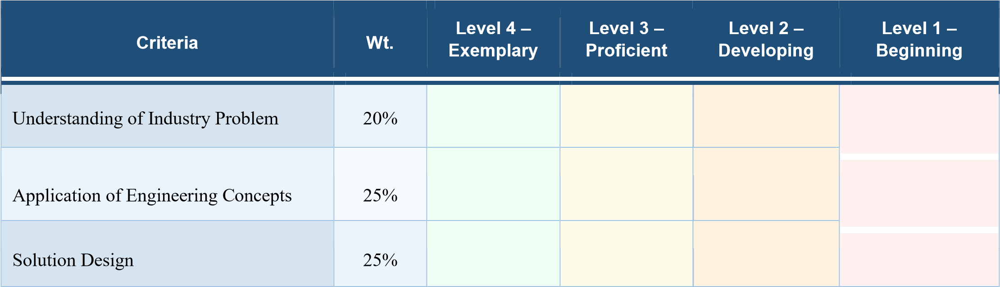 Criteria Wt. Level 4 – Exemplary Level 3 – Proficient Level 2 – Developing Level 1 – Beginning
Understanding of Industry Problem 20%
Application of Engineering Concepts 25%
Solution Design 25%